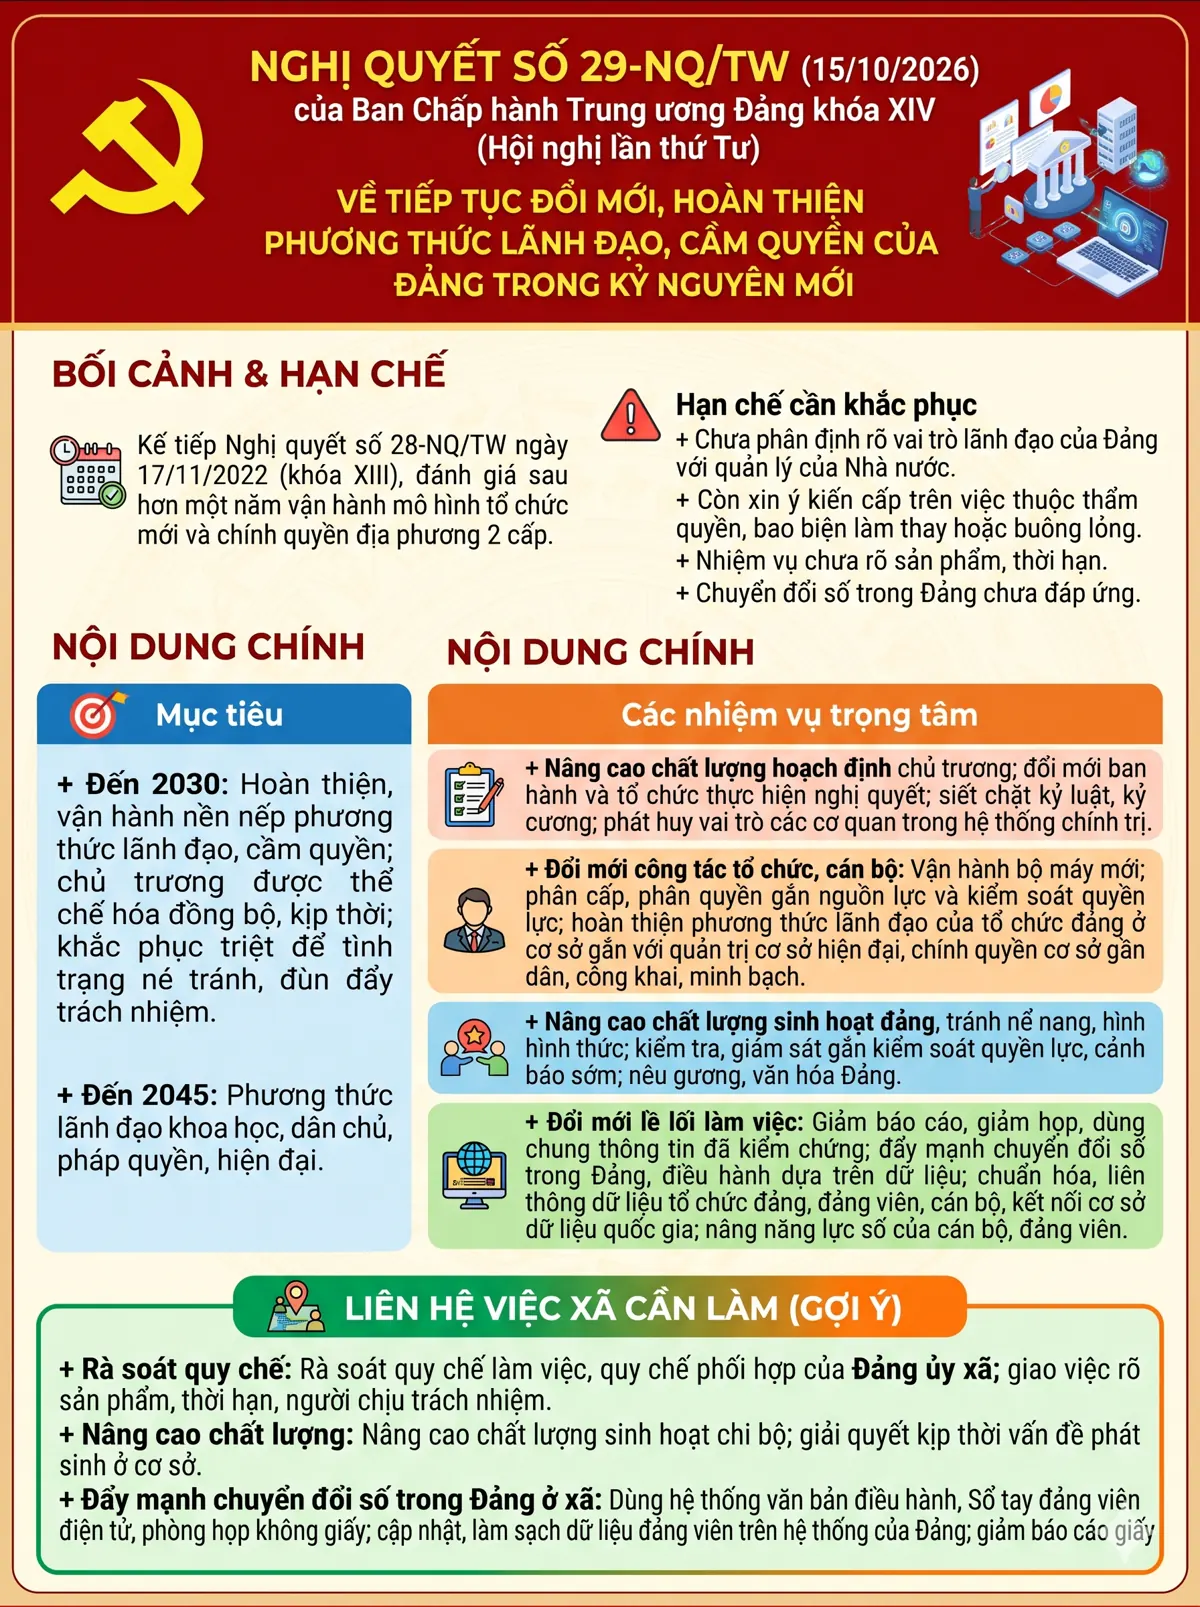 NGHỊ QUYẾT SỐ 29-NQ/TW (15/10/2026)
của Ban Chấp hành Trung ương Đảng khóa XIV
(Hội nghị lần thứ Tư)
VỀ TIẾP TỤC ĐỔI MỚI, HOÀN THIỆN
PHƯƠNG THỨC LÃNH ĐẠO, CẦM QUYỀN CỦA
ĐẢNG TRONG KỶ NGUYÊN MỚI
BỐI CẢNH & HẠN CHẾ
Kế tiếp Nghị quyết số 28-NQ/TW ngày
17/11/2022 (khóa XIII), đánh giá sau
hơn một năm vận hành mô hình tổ chức
mới và chính quyền địa phương 2 cấp.
Hạn chế cần khắc phục
+ Chưa phân định rõ vai trò lãnh đạo của Đảng
với quản lý của Nhà nước.
+ Còn xin ý kiến cấp trên việc thuộc thẩm
quyền, bao biện làm thay hoặc buông lỏng.
+ Nhiệm vụ chưa rõ sản phẩm, thời hạn.
+ Chuyển đổi số trong Đảng chưa đáp ứng.
NỘI DUNG CHÍNH
Mục tiêu
+ Đến 2030: Hoàn thiện,
vận hành nền nếp phương
thức lãnh đạo, cầm quyền;
chủ trương được thể
chế hóa đồng bộ, kịp thời;
khắc phục triệt để tình
trạng né tránh, đùn đẩy
trách nhiệm.
+ Đến 2045: Phương thức
lãnh đạo khoa học, dân chủ,
pháp quyền, hiện đại.
NỘI DUNG CHÍNH
Các nhiệm vụ trọng tâm
+ Nâng cao chất lượng hoạch định chủ trương; đổi mới ban
hành và tổ chức thực hiện nghị quyết; siết chặt kỷ luật, kỷ
cương; phát huy vai trò các cơ quan trong hệ thống chính trị.
+ Đổi mới công tác tổ chức, cán bộ: Vận hành bộ máy mới;
phân cấp, phân quyền gắn nguồn lực và kiểm soát quyền
lực; hoàn thiện phương thức lãnh đạo của tổ chức đảng ở
cơ sở gắn với quản trị cơ sở hiện đại, chính quyền cơ sở gần
dân, công khai, minh bạch.
+ Nâng cao chất lượng sinh hoạt đảng, tránh nể nang, hình
hình thức; kiểm tra, giám sát gắn kiểm soát quyền lực, cảnh
báo sớm; nêu gương, văn hóa Đảng.
+ Đổi mới lề lối làm việc: Giảm báo cáo, giảm họp, dùng
chung thông tin đã kiểm chứng; đẩy mạnh chuyển đổi số
trong Đảng, điều hành dựa trên dữ liệu; chuẩn hóa, liên
thông dữ liệu tổ chức đảng, đảng viên, cán bộ, kết nối cơ sở
dữ liệu quốc gia; nâng năng lực số của cán bộ, đảng viên.
LIÊN HỆ VIỆC XÃ CẦN LÀM (GỢI Ý)
+ Rà soát quy chế: Rà soát quy chế làm việc, quy chế phối hợp của Đảng ủy xã; giao việc rõ
sản phẩm, thời hạn, người chịu trách nhiệm.
+ Nâng cao chất lượng: Nâng cao chất lượng sinh hoạt chi bộ; giải quyết kịp thời vấn đề phát
sinh ở cơ sở.
+ Đẩy mạnh chuyển đổi số trong Đảng ở xã: Dùng hệ thống văn bản điều hành, Sổ tay đảng viên
điện tử, phòng họp không giấy; cập nhật, làm sạch dữ liệu đảng viên trên hệ thống của Đảng; giảm báo cáo giấy